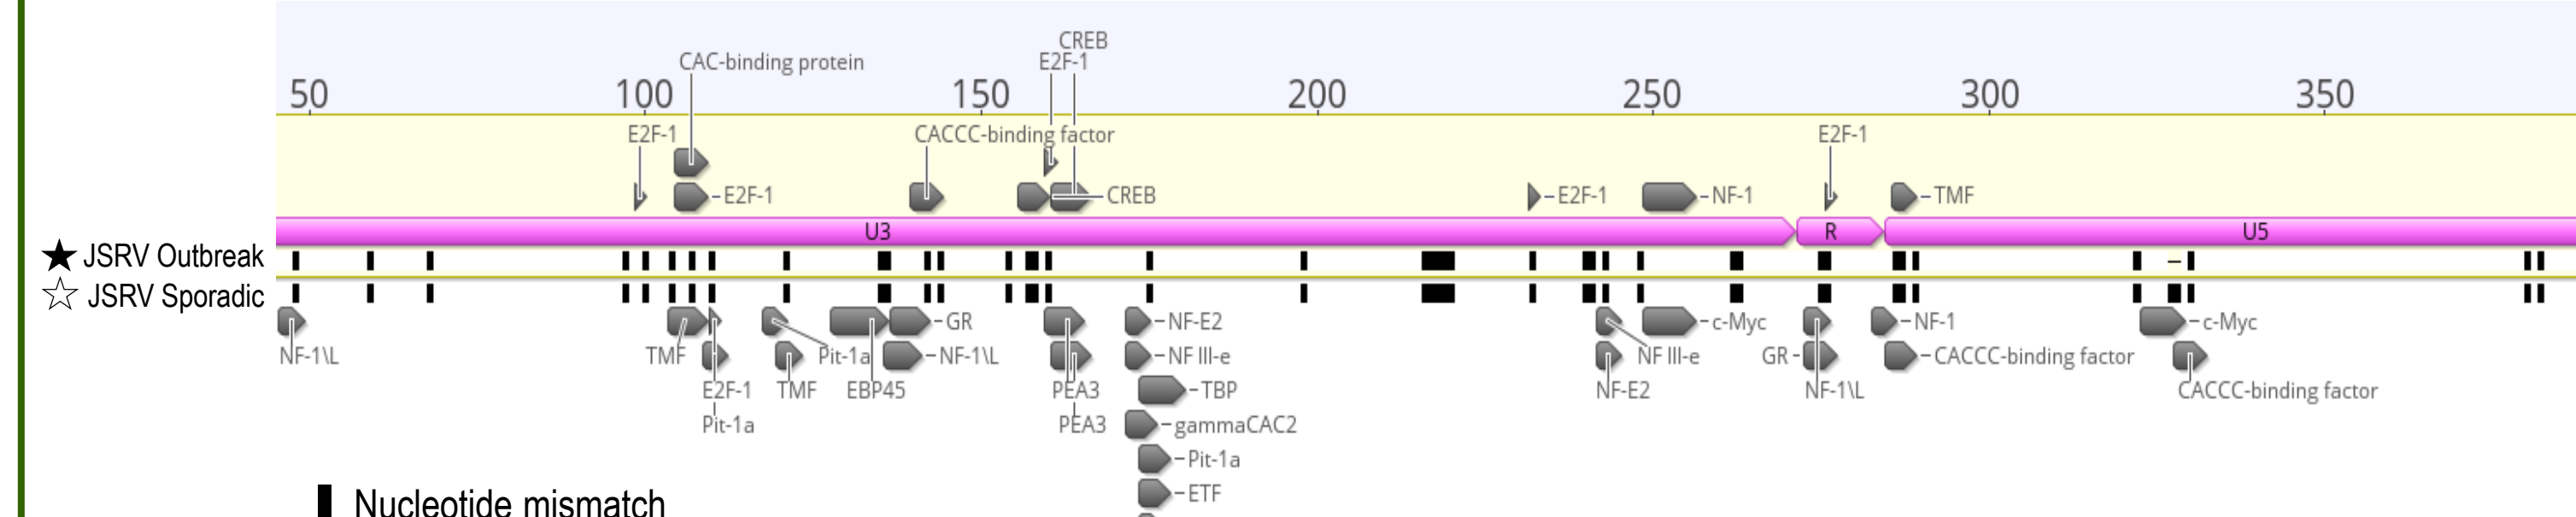 CREB
CAC-binding protein E2F-1
50 100 150 200 250 300 350
E2F-1 CACCC-binding factor E2F-1
E2F-1 CREB E2F-1 NF-1 TMF
U3 R U5
★ JSRV Outbreak
☆ JSRV Sporadic
GR NF-E2 c-Myc NF-1 c-Myc
NF-1\L TMF Pit-1a NF-1\L NF III-e NF III-e GR CACCC-binding factor
E2F-1 TMF EBP45 PEA3 TBP NF-E2 NF-1\L CACCC-binding factor
Pit-1a PEA3 gammaCAC2
Pit-1a
ETF
Nucleotide mismatch